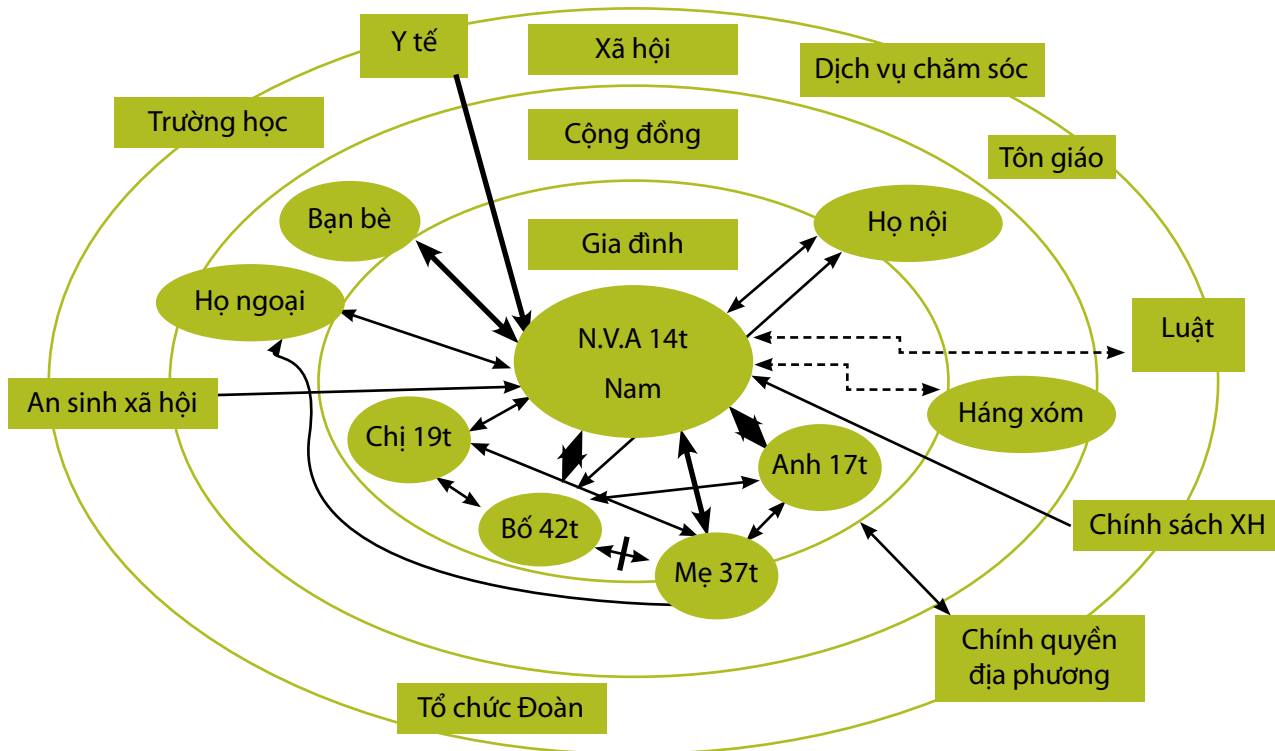 Y tế
Xã hội
Dịch vụ chăm sóc
Trường học
Cộng đồng
Tôn giáo
Bạn bè
Họ nội
Gia đình
Họ ngoại
N.V.A 14t
Nam
Luật
An sinh xã hội
Háng xóm
Chị 19t
Anh 17t
Bố 42t
Chính sách XH
Mẹ 37t
Chính quyền
địa phương
Tổ chức Đoàn